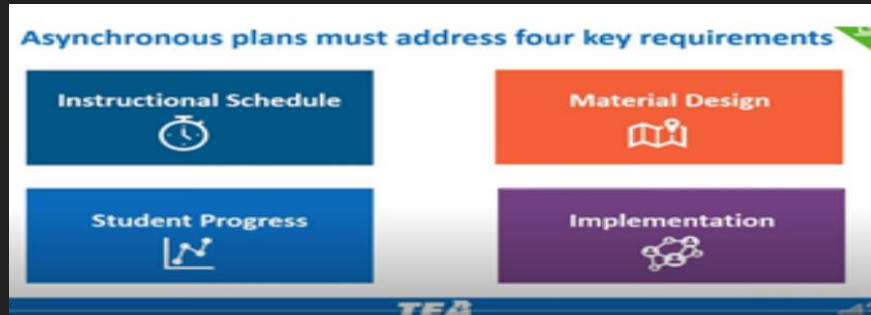 Asynchronous plans must address four key requirements
Instructional Schedule
Material Design
Student Progress
Implementation
TEA